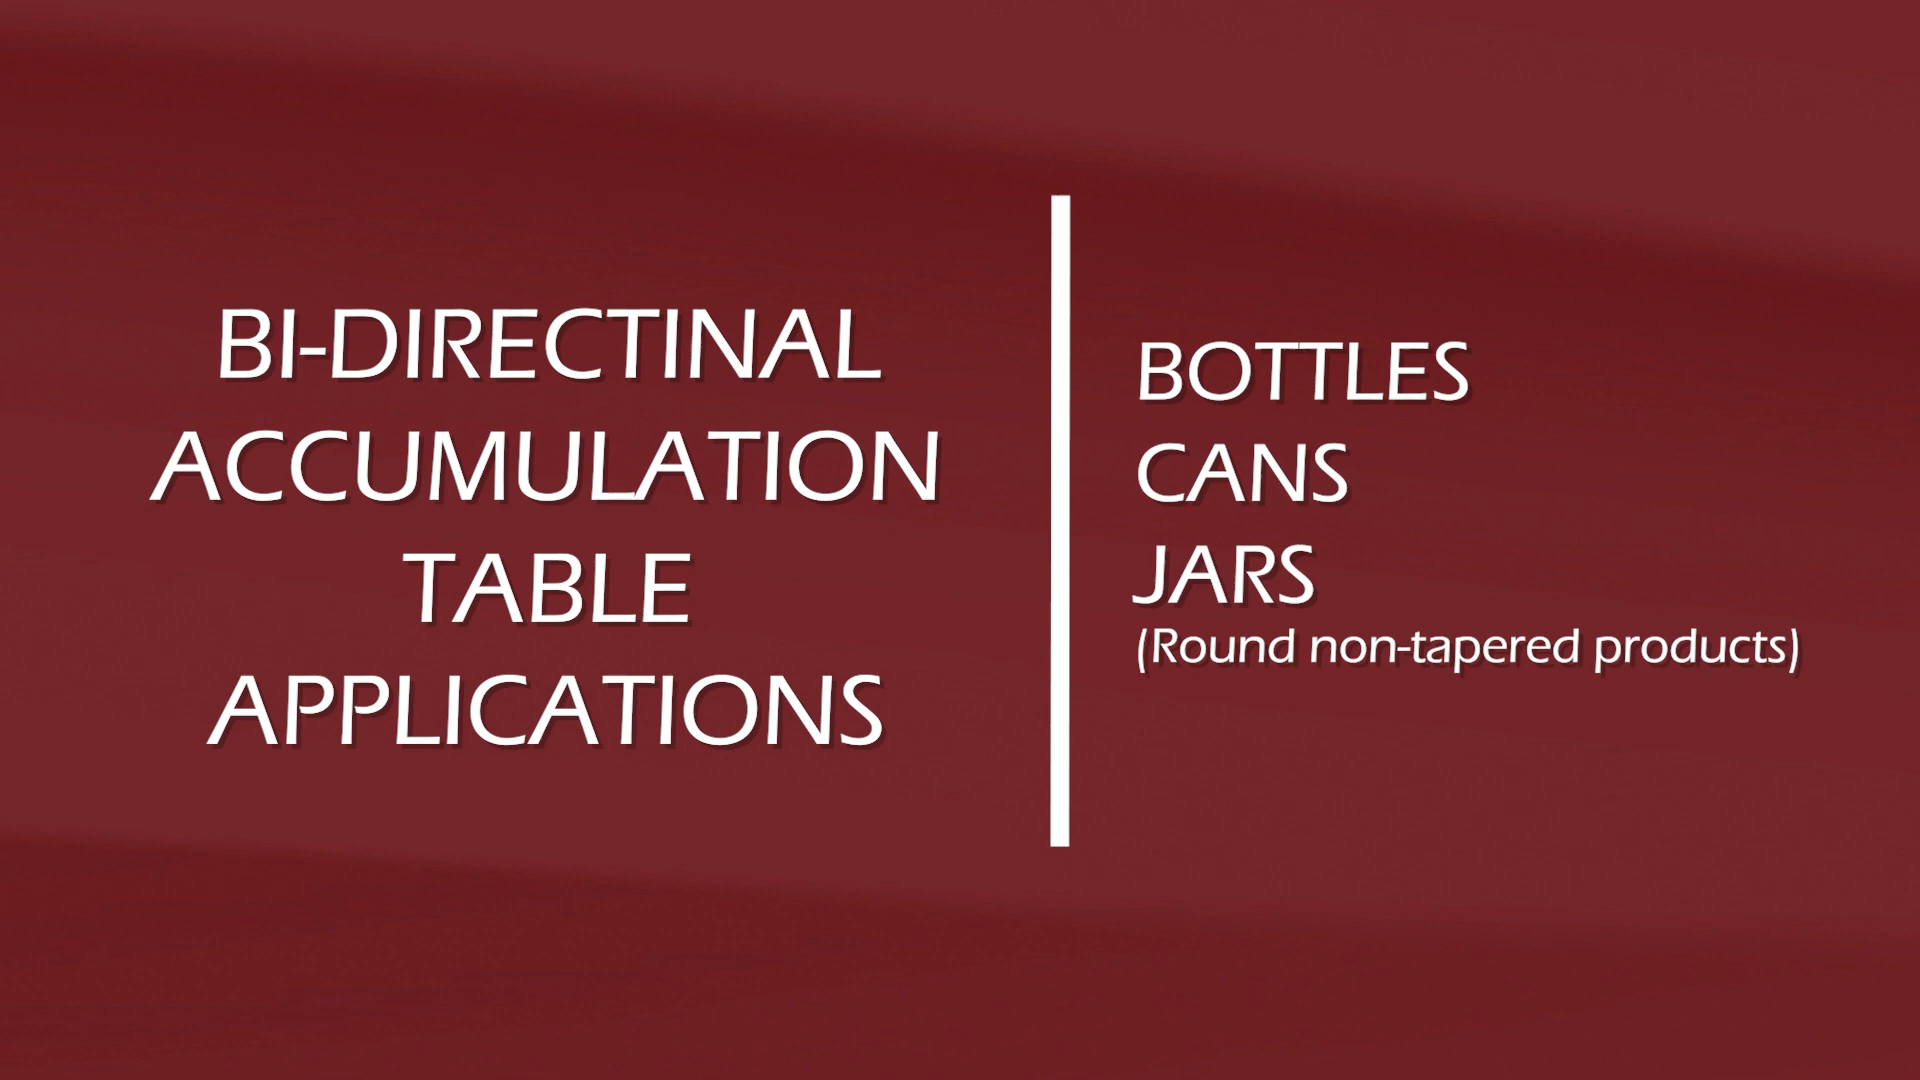 BI-DIRECTINAL
ACCUMULATION
TABLE
APPLICATIONS
BOTTLES
CANS
JARS
(Round non-tapered products)